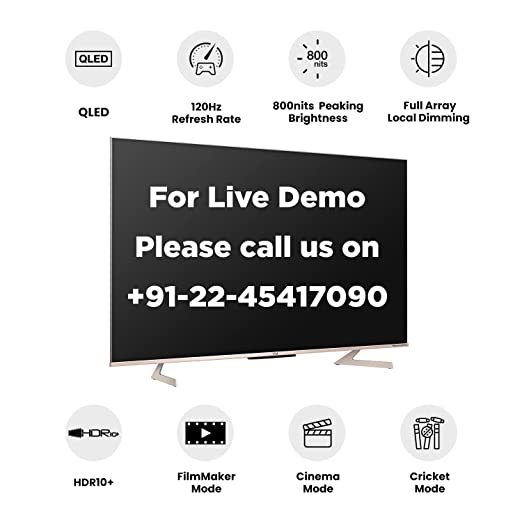 QLED
800
nits
QLED
120Hz
Refresh Rate
800nits Peaking
Brightness
Full Array
Local Dimming
For Live Demo
Please call us on
+91-22-45417090
HDR10+
HDR10+
FilmMaker
Mode
Cinema
Mode
Cricket
Mode